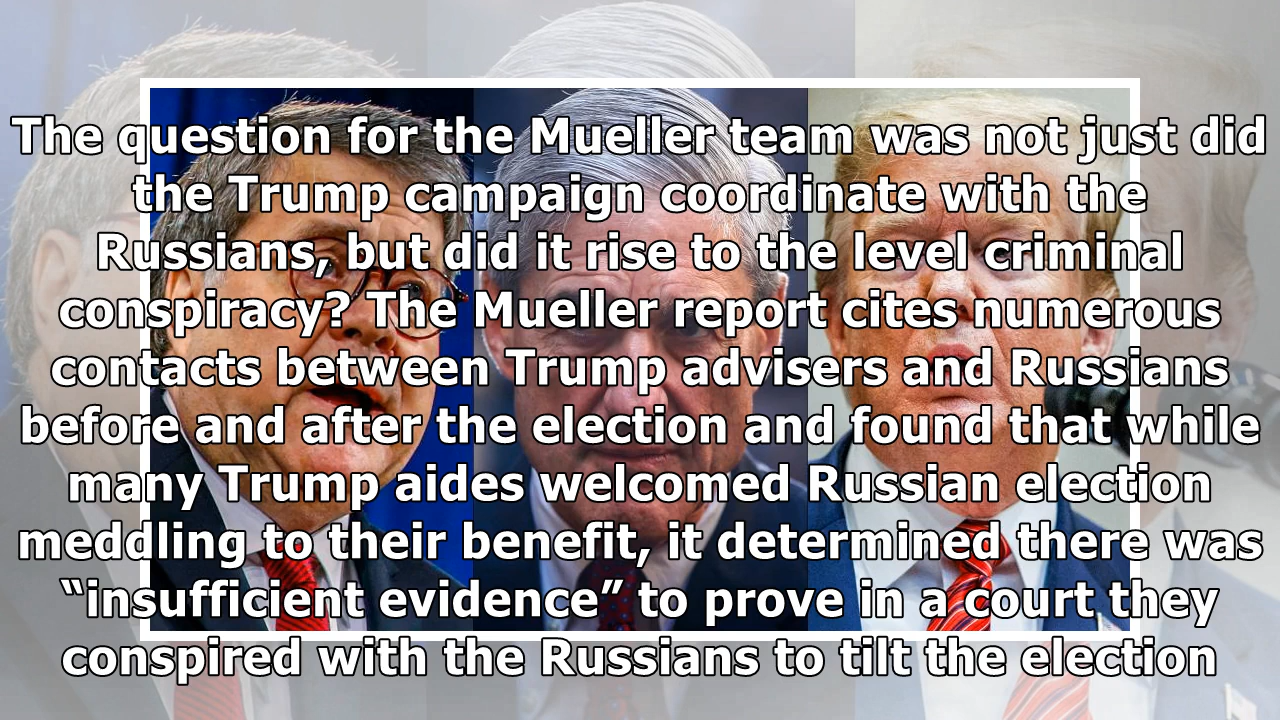 The question for the Mueller team was not just did
the Trump campaign coordinate with the
Russians, but did it rise to the level criminal
conspiracy? The Mueller report cites numerous
contacts between Trump advisers and Russians
before and after the election and found that while
many Trump aides welcomed Russian election
meddling to their benefit, it determined there was
“insufficient evidence” to prove in a court they
conspired with the Russians to tilt the election